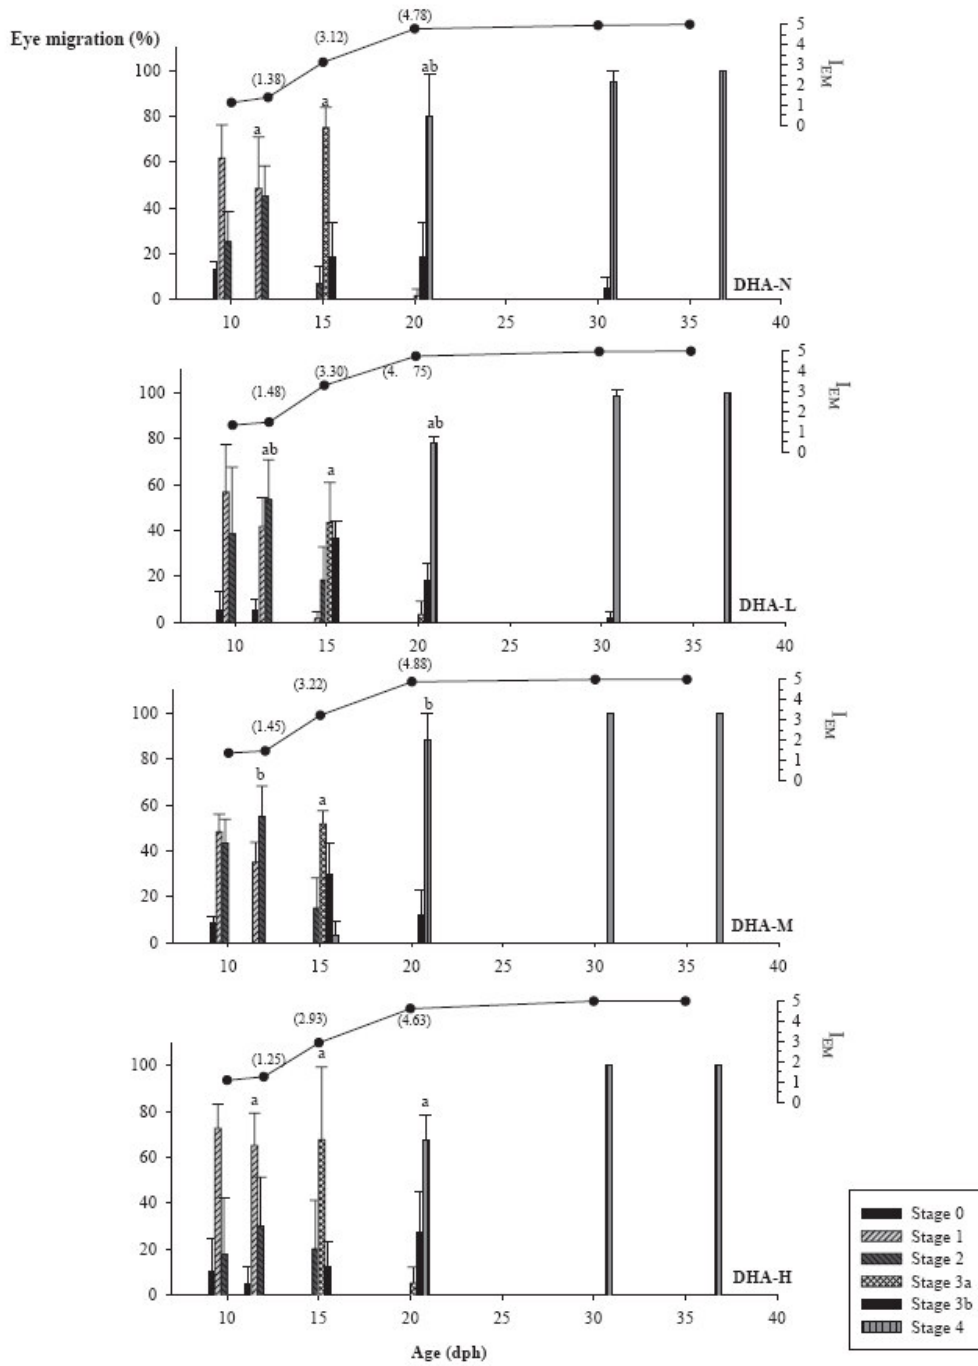 Eye migration (%)
(1.38) (3.12) (4.78)
a a ab
100
80
60
40
20
0
10 15 20 25 30 35 40
DHA-N
5
4
3
2
1
0
I_EM
(1.48) (3.30) (4. 75)
ab a ab
100
80
60
40
20
0
10 15 20 25 30 35 40
DHA-L
5
4
3
2
1
0
I_EM
(1.45) (3.22) (4.88)
b a b
100
80
60
40
20
0
10 15 20 25 30 35 40
DHA-M
5
4
3
2
1
0
I_EM
(1.25) (2.93) (4.63)
a a a
100
80
60
40
20
0
10 15 20 25 30 35 40
DHA-H
5
4
3
2
1
0
I_EM
Age (dph)
Stage 0
Stage 1
Stage 2
Stage 3a
Stage 3b
Stage 4